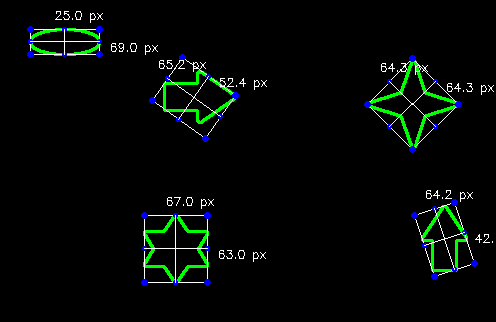 25.0 px
69.0 px
65.2 px
52.4 px
64.3 px
64.3 px
67.0 px
63.0 px
64.2 px
42.